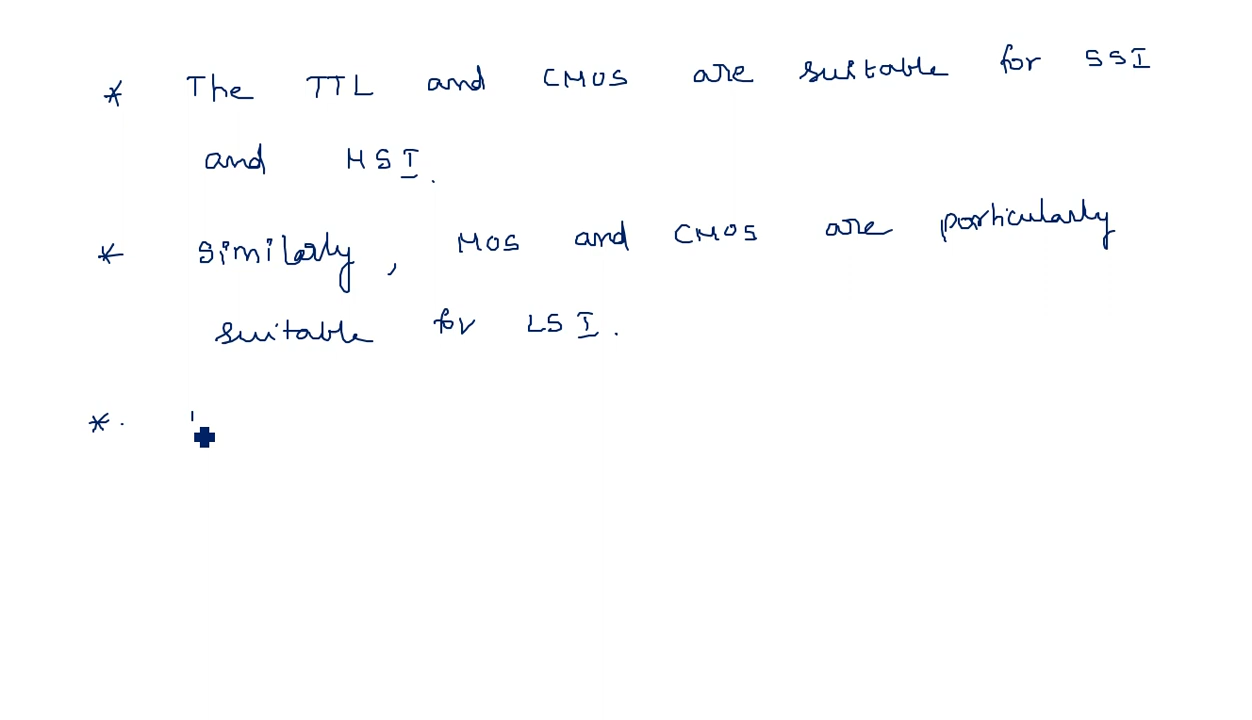 * The TTL and CMOS are suitable for SSI
and MSI.
* Similarly, MOS and CMOS are particularly
suitable for LSI.
*.